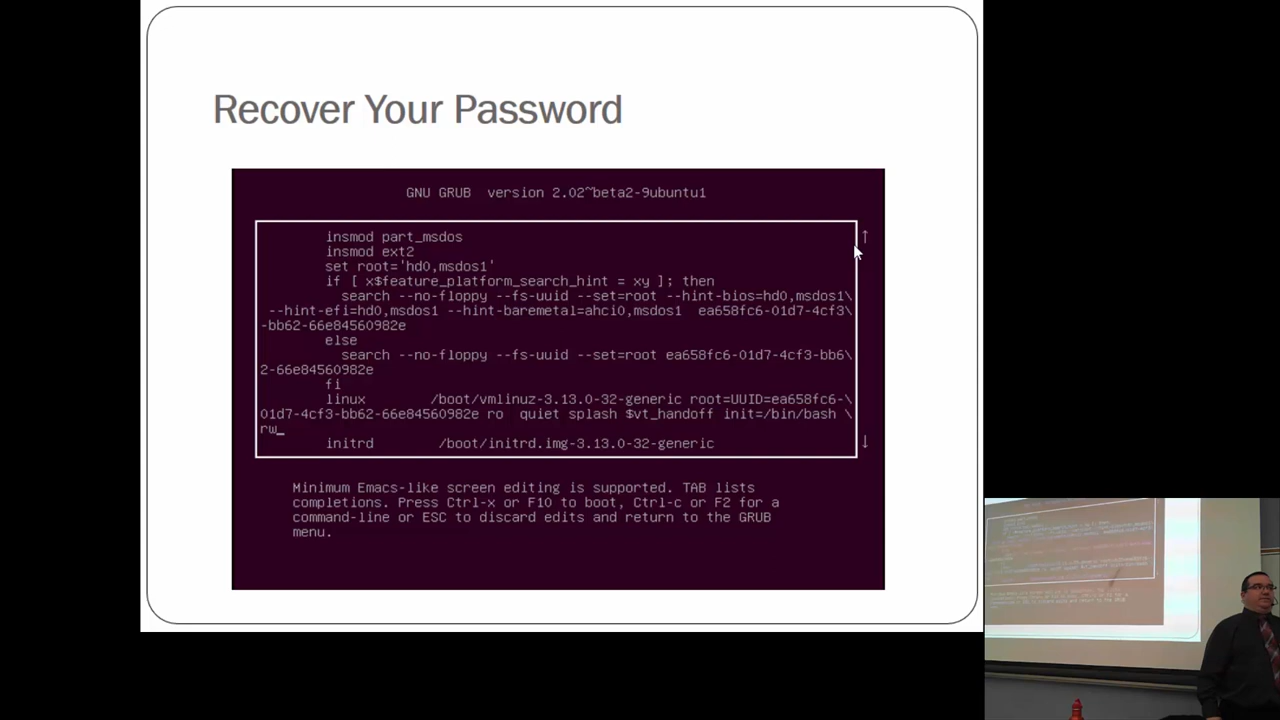 Recover Your Password
GNU GRUB version 2.02~beta2-9ubuntu1
insmod part_msdos
insmod ext2
set root='hd0,msdos1'
if [ x$feature_platform_search_hint = xy ]; then
search --no-floppy --fs-uuid --set=root --hint-bios=hd0,msdos1\
--hint-efi=hd0,msdos1 --hint-baremetal=ahci0,msdos1 ea658fc6-01d7-4cf3\
-bb62-66e84560982e
else
search --no-floppy --fs-uuid --set=root ea658fc6-01d7-4cf3-bb6\
2-66e84560982e
fi
linux /boot/vmlinuz-3.13.0-32-generic root=UUID=ea658fc6-\
01d7-4cf3-bb62-66e84560982e ro quiet splash $vt_handoff init=/bin/bash \
rw_
initrd /boot/initrd.img-3.13.0-32-generic
Minimum Emacs-like screen editing is supported. TAB lists
completions. Press Ctrl-x or F10 to boot, Ctrl-c or F2 for a
command-line or ESC to discard edits and return to the GRUB
menu.